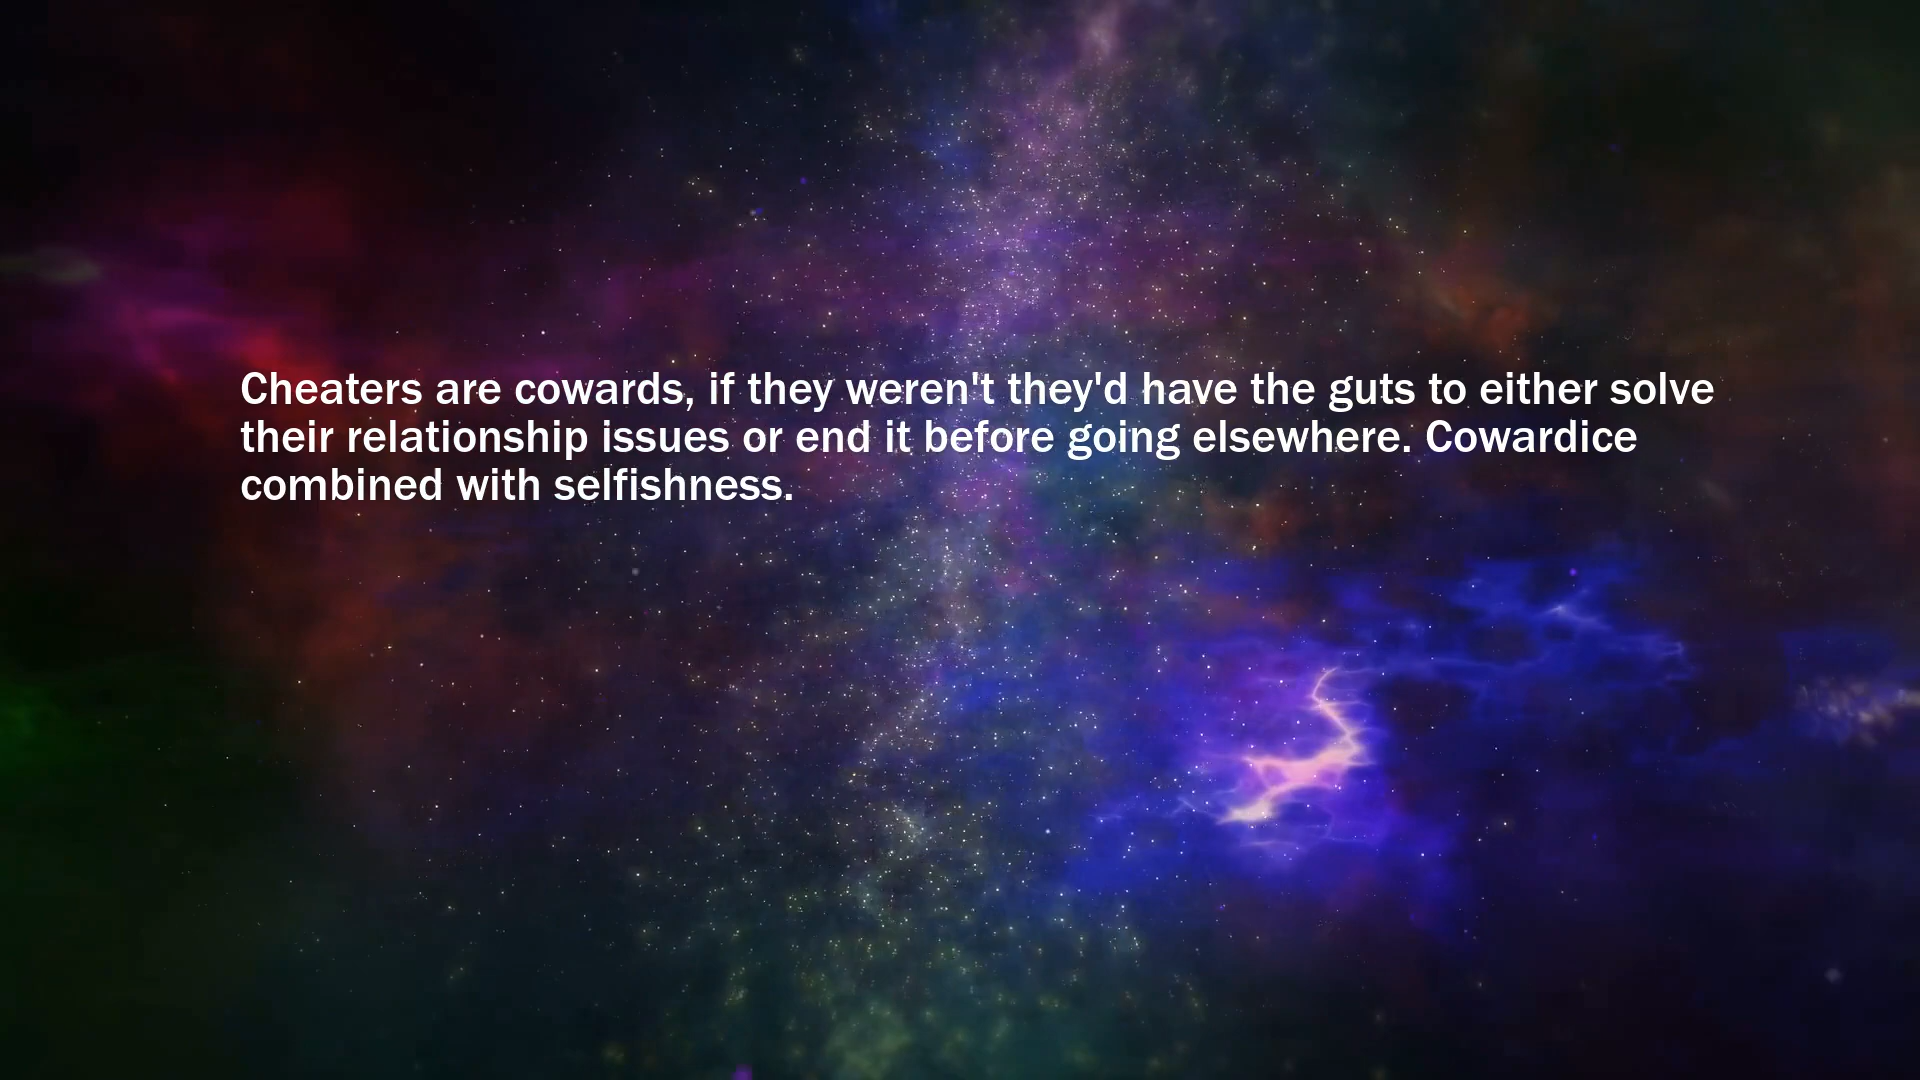 Cheaters are cowards, if they weren't they'd have the guts to either solve
their relationship issues or end it before going elsewhere. Cowardice
combined with selfishness.